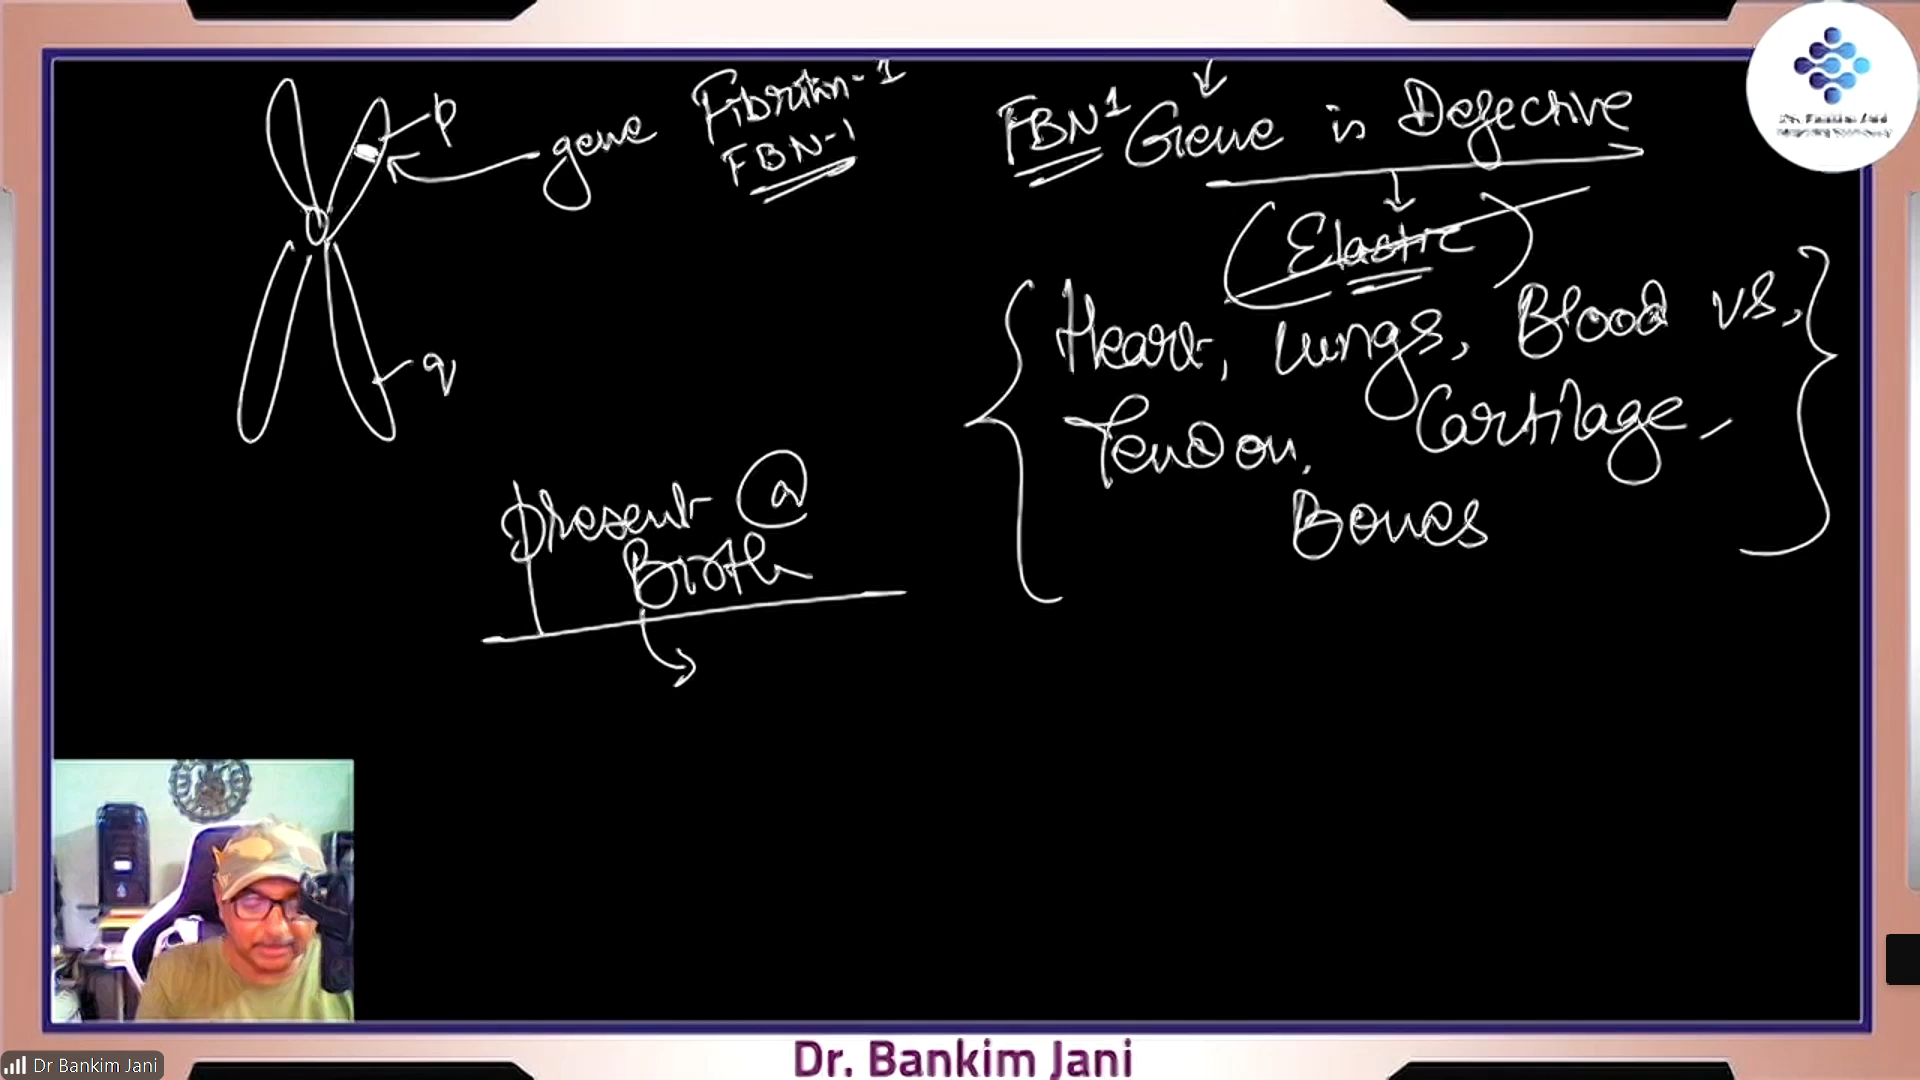 p
gene
Fibrillin-1
FBN-1
q
FBN1 Gene is Defective
(Elastic)
Heart, Lungs, Blood vs,
Tendon, Cartilage,
Bones
Present @
Birth
Dr. Bankim Jani
Dr Bankim Jani